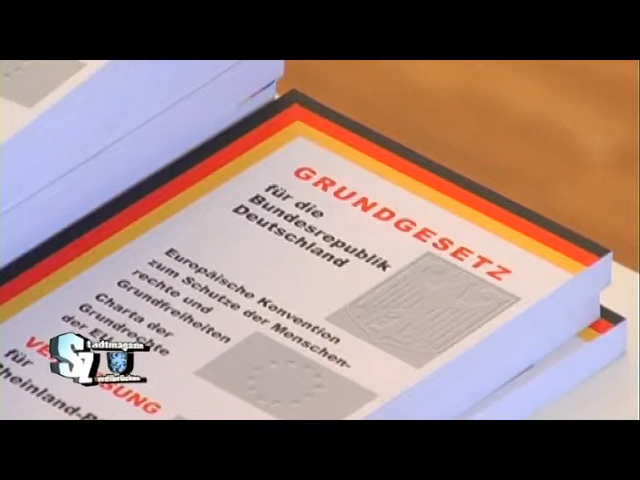 GRUNDGESETZ
für die
Bundesrepublik
Deutschland
Europäische Konvention
zum Schutze der Menschen-
rechte und
Grundfreiheiten
Charta der
Grundrechte
der
für
Stadtmagazin